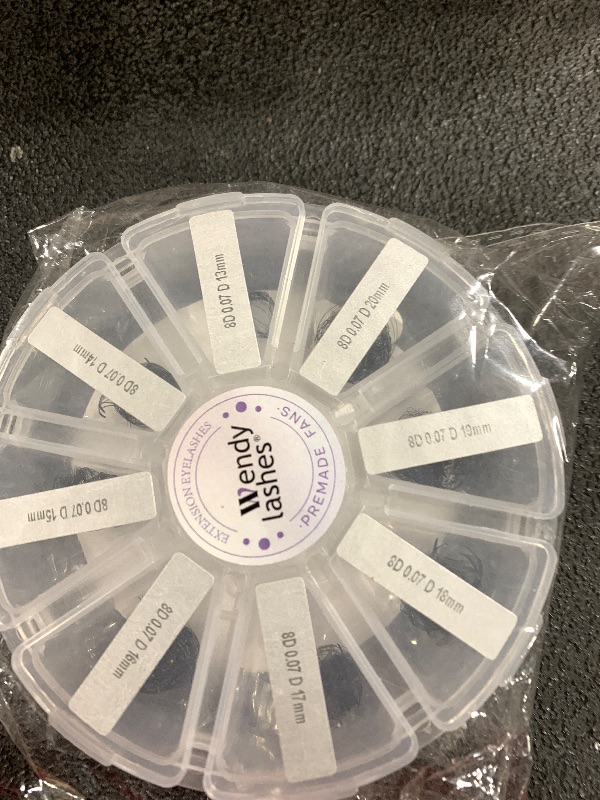 Wendy
Lashes®
EXTENSION EYELASHES
·PREMADE FANS·
8D 0.07 D 13mm
8D 0.07 D 20mm
8D 0.07 D 19mm
8D 0.07 D 18mm
8D 0.07 D 17mm
8D 0.07 D 16mm
8D 0.07 D 15mm
8D 0.07 D 14mm